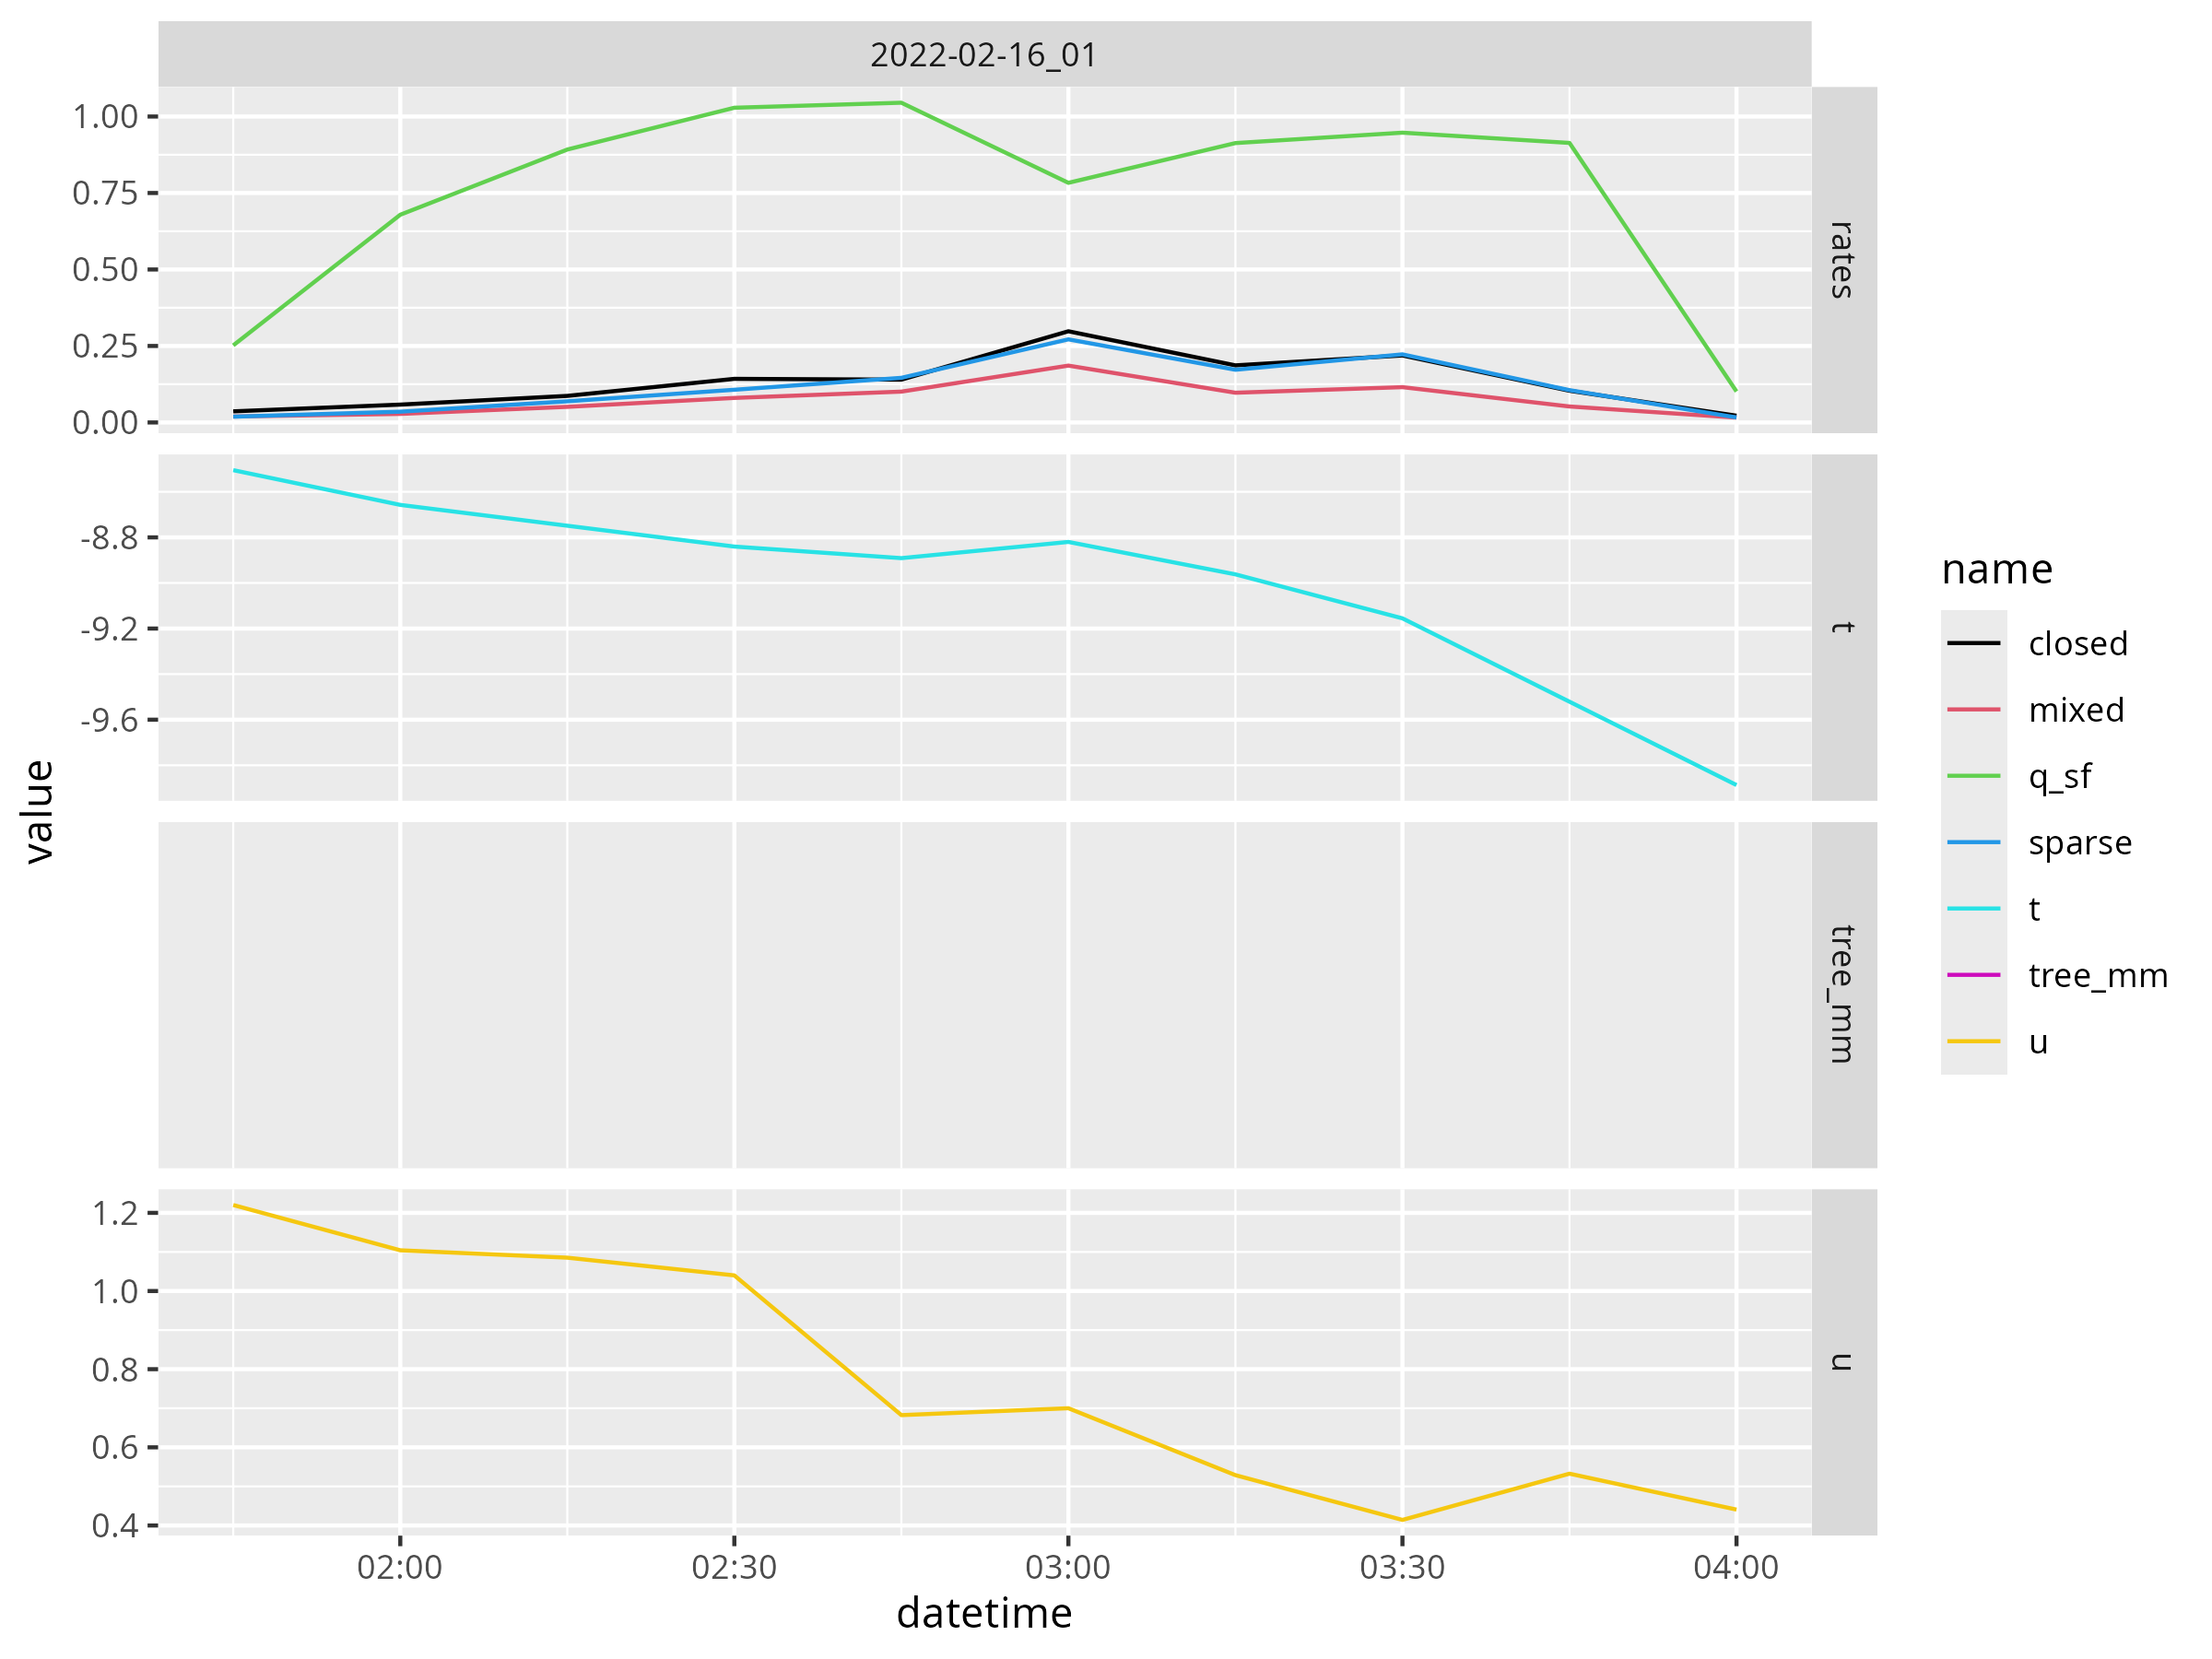 2022-02-16_01
1.00
0.75
0.50
0.25
0.00
rates
-8.8
-9.2
-9.6
t
tree_mm
1.2
1.0
0.8
0.6
0.4
u
02:00 02:30 03:00 03:30 04:00
datetime
value
name
closed
mixed
q_sf
sparse
t
tree_mm
u